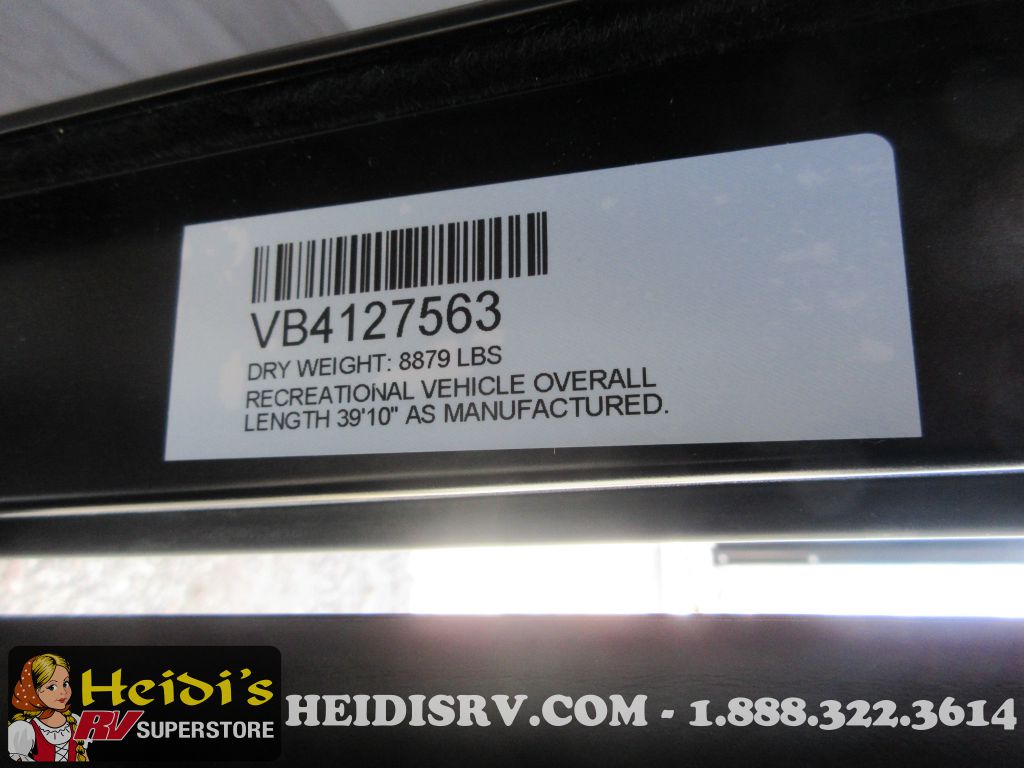 VB4127563
DRY WEIGHT: 8879 LBS
RECREATIONAL VEHICLE OVERALL
LENGTH 39'10" AS MANUFACTURED.
Heidi's
RV SUPERSTORE
HEIDISRV.COM - 1.888.322.3614